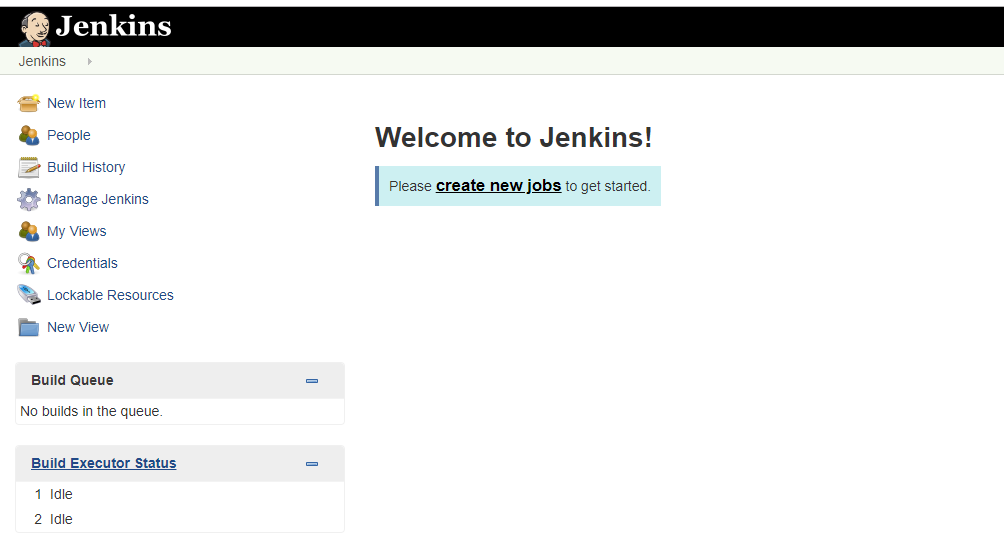 Jenkins
Jenkins
New Item
People
Build History
Manage Jenkins
My Views
Credentials
Lockable Resources
New View
Welcome to Jenkins!
Please create new jobs to get started.
Build Queue
No builds in the queue.
Build Executor Status
1 Idle
2 Idle